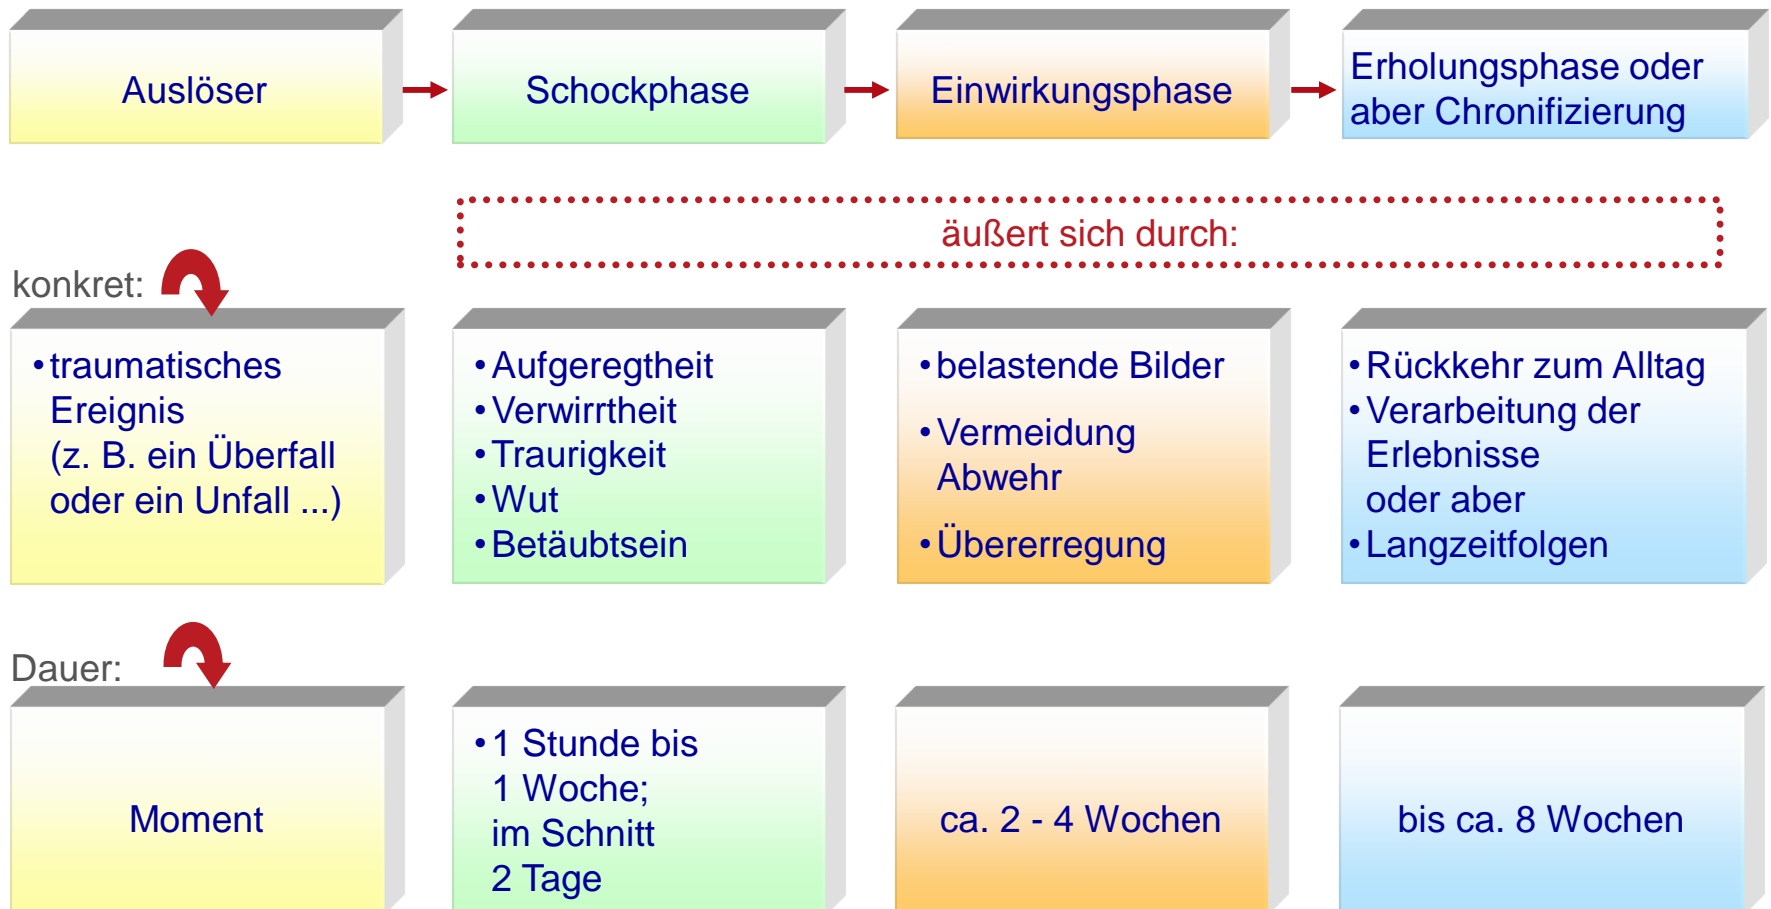 Auslöser
Schockphase
Einwirkungsphase
Erholungsphase oder
aber Chronifizierung
äußert sich durch:
konkret:
•traumatisches
Ereignis
(z. B. ein Überfall
oder ein Unfall ...)
•Aufgeregtheit
•Verwirrtheit
•Traurigkeit
•Wut
•Betäubtsein
•belastende Bilder
•Vermeidung
Abwehr
•Übererregung
•Rückkehr zum Alltag
•Verarbeitung der
Erlebnisse
oder aber
•Langzeitfolgen
Dauer:
Moment
•1 Stunde bis
1 Woche;
im Schnitt
2 Tage
ca. 2 - 4 Wochen
bis ca. 8 Wochen